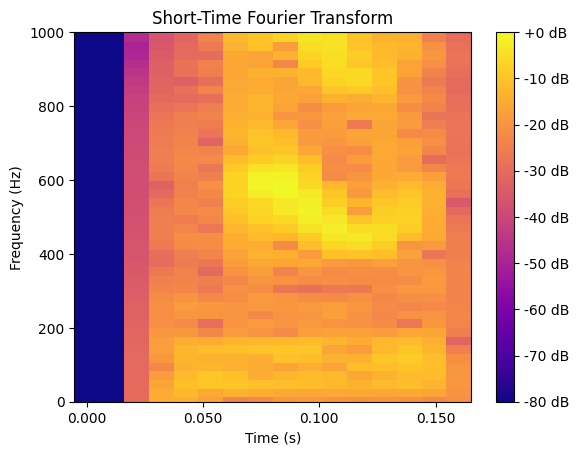 Short-Time Fourier Transform
1000
800
600
400
200
0
Frequency (Hz)
0.000
0.050
0.100
0.150
Time (s)
+0 dB
-10 dB
-20 dB
-30 dB
-40 dB
-50 dB
-60 dB
-70 dB
-80 dB